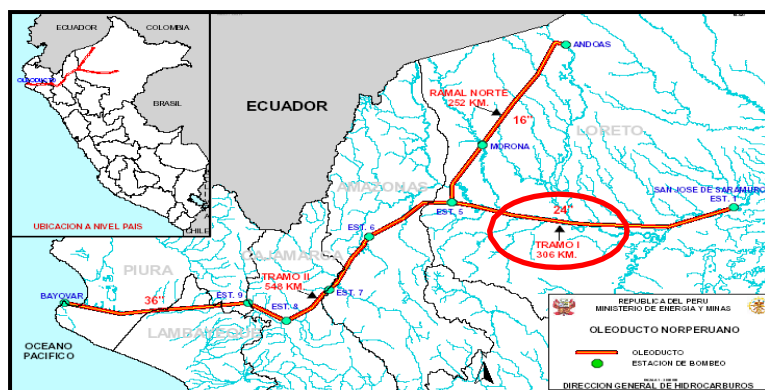 ECUADOR
COLOMBIA
OLEODUCTO
BRASIL
UBICACION A NIVEL PAIS
CHILE
ECUADOR
ANDOAS
RAMAL NORTE
252 KM.
16"
LORETO
MORONA
AMAZONAS
SAN JOSE DE SARAMURO
EST. 1
EST. 5
24"
TRAMO I
306 KM.
EST. 6
CAJAMARCA
TRAMO II
548 KM.
EST. 7
PIURA
BAYOVAR
36"
EST. 9
EST. 8
LAMBAYEQUE
OCEANO
PACIFICO
REPUBLICA DEL PERU
MINISTERIO DE ENERGIA Y MINAS
OLEODUCTO NORPERUANO
OLEODUCTO
ESTACION DE BOMBEO
DIRECCION GENERAL DE HIDROCARBUROS